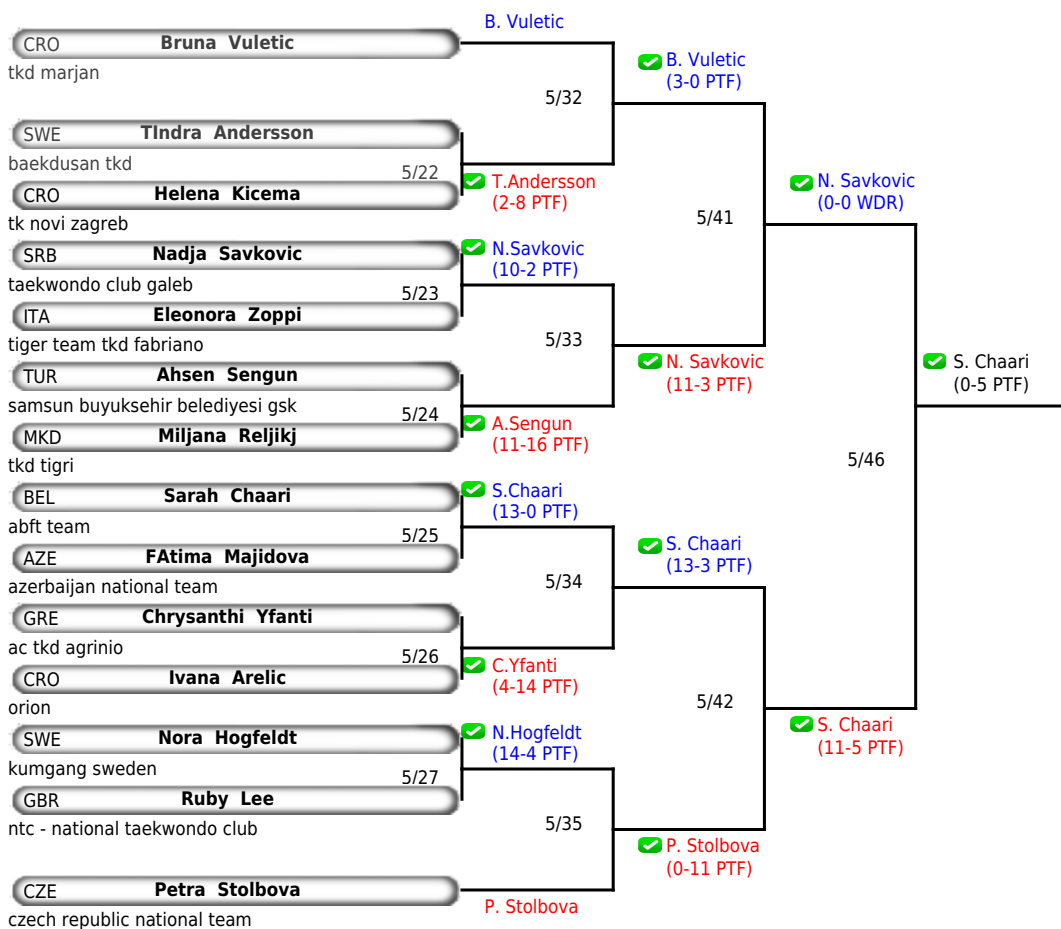 B. Vuletic
CRO Bruna Vuletic
tkd marjan
B. Vuletic
(3-0 PTF)
5/32
SWE TIndra Andersson
baekdusan tkd
5/22
T.Andersson
(2-8 PTF)
CRO Helena Kicema
tk novi zagreb
N. Savkovic
(0-0 WDR)
5/41
SRB Nadja Savkovic
taekwondo club galeb
N.Savkovic
(10-2 PTF)
5/23
ITA Eleonora Zoppi
tiger team tkd fabriano
5/33
N. Savkovic
(11-3 PTF)
S. Chaari
(0-5 PTF)
TUR Ahsen Sengun
samsun buyuksehir belediyesi gsk
5/24
A.Sengun
(11-16 PTF)
MKD Miljana Reljikj
tkd tigri
5/46
BEL Sarah Chaari
abft team
S.Chaari
(13-0 PTF)
5/25
AZE FAtima Majidova
azerbaijan national team
5/34
S. Chaari
(13-3 PTF)
GRE Chrysanthi Yfanti
ac tkd agrinio
5/26
C.Yfanti
(4-14 PTF)
CRO Ivana Arelic
orion
5/42
S. Chaari
(11-5 PTF)
SWE Nora Hogfeldt
kumgang sweden
N.Hogfeldt
(14-4 PTF)
5/27
GBR Ruby Lee
ntc - national taekwondo club
5/35
P. Stolbova
(0-11 PTF)
CZE Petra Stolbova
czech republic national team
P. Stolbova